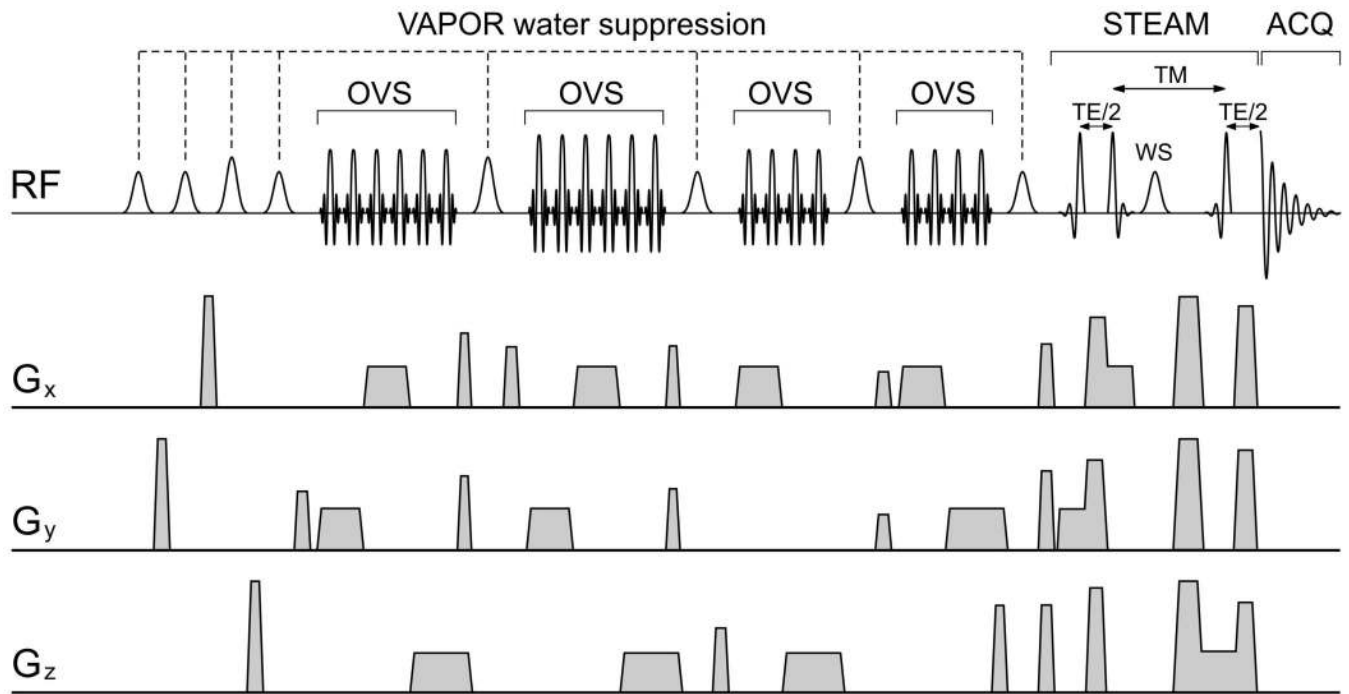 VAPOR water suppression STEAM ACQ
OVS OVS OVS OVS TM
TE/2 TE/2
WS
RF
Gx
Gy
Gz